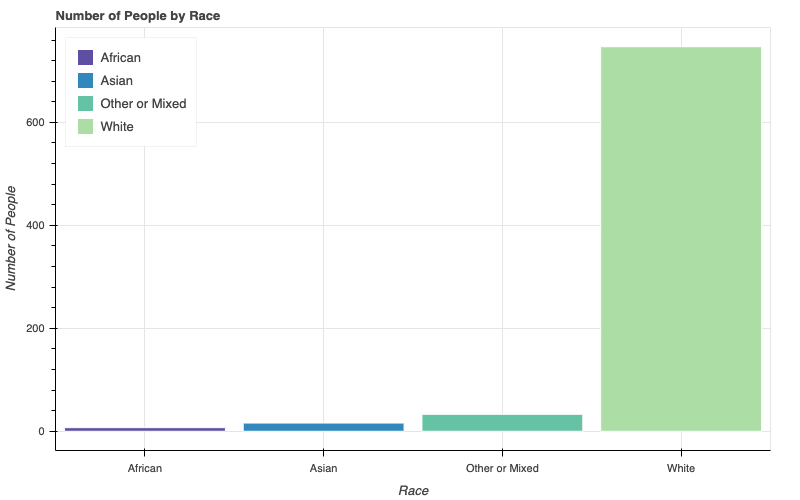 Number of People by Race
African
Asian
Other or Mixed
White
Number of People
600
400
200
0
African
Asian
Other or Mixed
White
Race